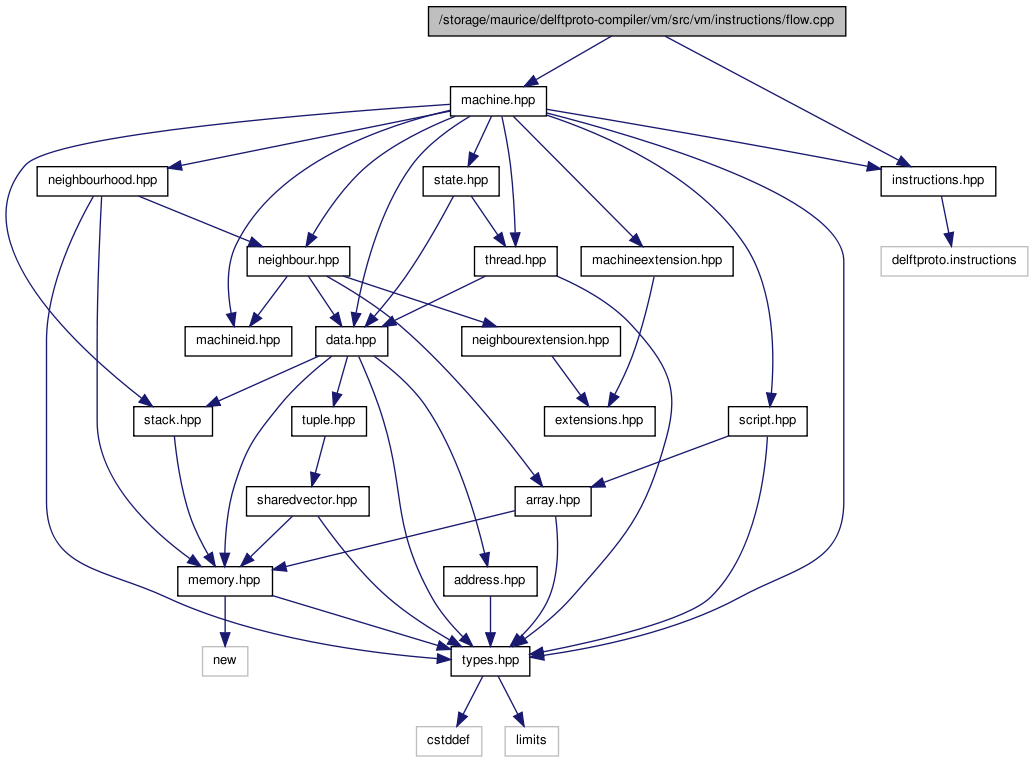 /storage/maurice/delftproto-compiler/vm/src/vm/instructions/flow.cpp
machine.hpp
neighbourhood.hpp
state.hpp
instructions.hpp
neighbour.hpp
thread.hpp
machineextension.hpp
delftproto.instructions
machineid.hpp
data.hpp
neighbourextension.hpp
stack.hpp
tuple.hpp
extensions.hpp
script.hpp
sharedvector.hpp
array.hpp
memory.hpp
address.hpp
new
types.hpp
cstddef
limits